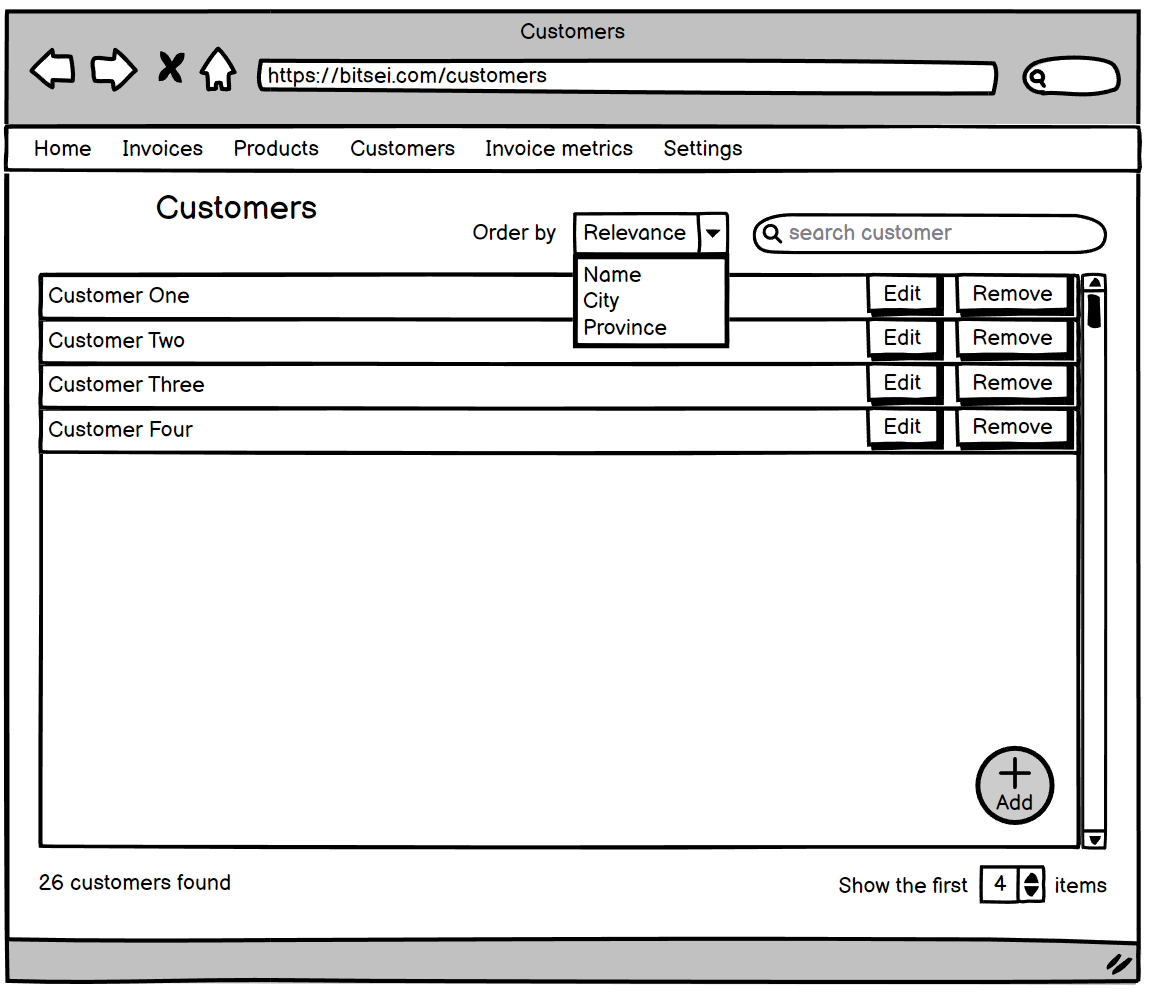 Customers
https://bitsei.com/customers
Home Invoices Products Customers Invoice metrics Settings
Customers
Order by Relevance search customer
Name
City
Province
Customer One Edit Remove
Customer Two Edit Remove
Customer Three Edit Remove
Customer Four Edit Remove
Add
26 customers found Show the first 4 items